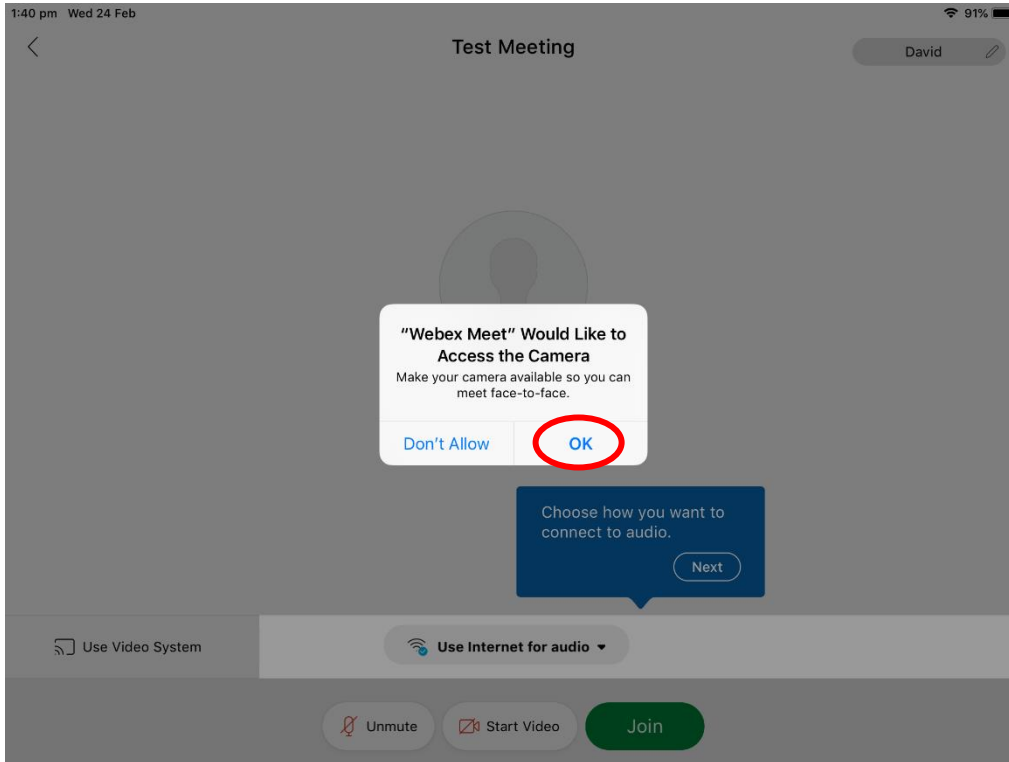 1:40 pm Wed 24 Feb
91%
Test Meeting
David
"Webex Meet" Would Like to
Access the Camera
Make your camera available so you can
meet face-to-face.
Don't Allow
OK
Choose how you want to
connect to audio.
Next
Use Video System
Use Internet for audio
Unmute
Start Video
Join